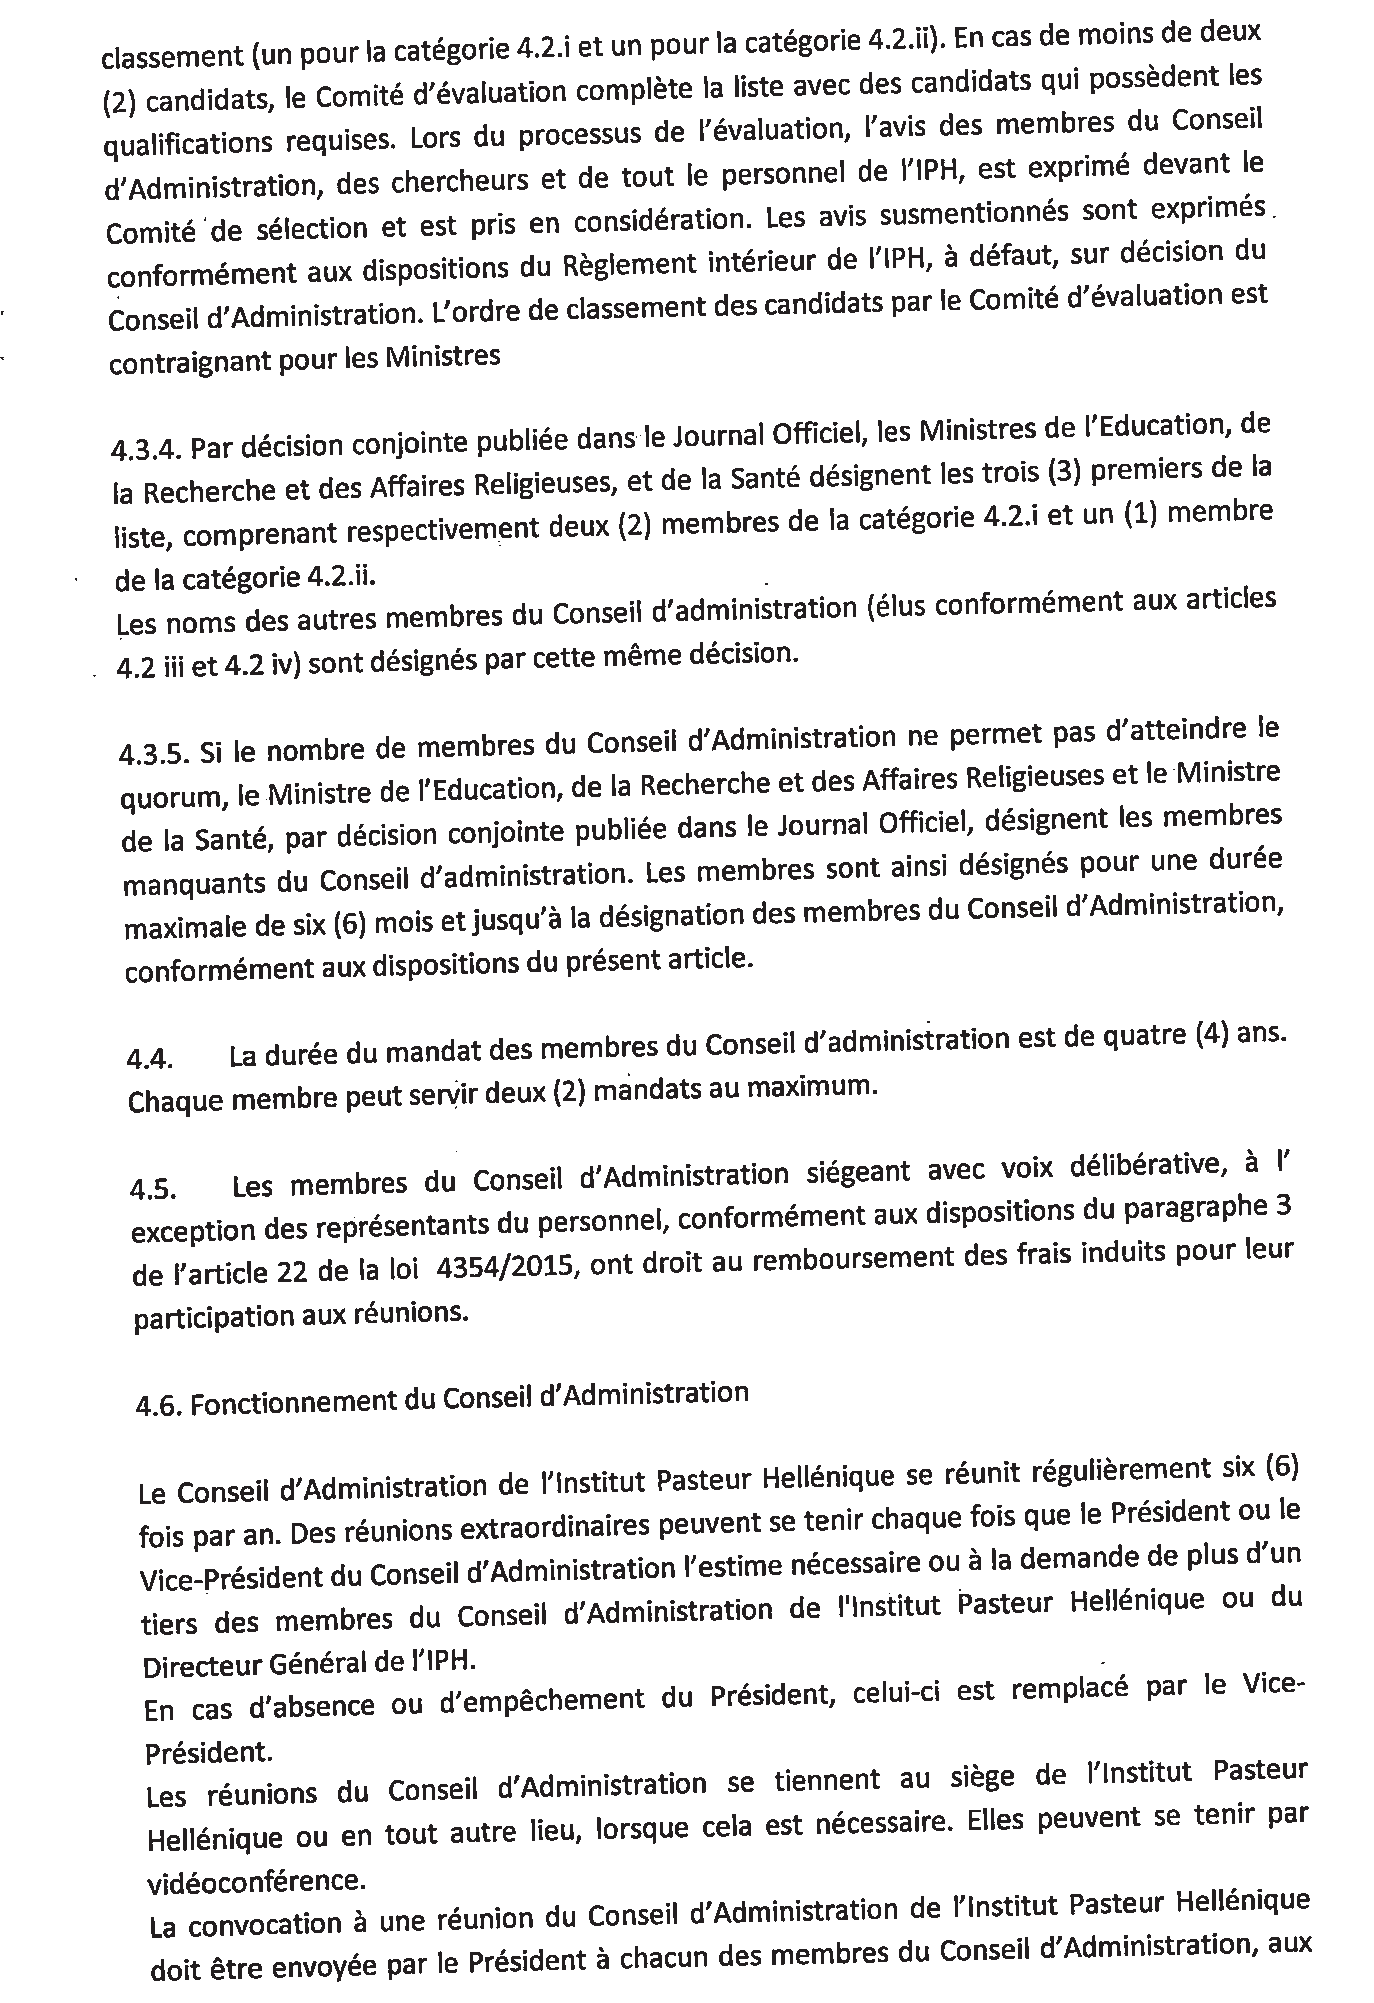 classement (un pour la catégorie 4.2.i et un pour la catégorie 4.2.ii). En cas de moins de deux
(2) candidats, le Comité d'évaluation complète la liste avec des candidats qui possèdent les
qualifications requises. Lors du processus de l'évaluation, l'avis des membres du Conseil
d'Administration, des chercheurs et de tout le personnel de l'IPH, est exprimé devant le
Comité de sélection et est pris en considération. Les avis susmentionnés sont exprimés
conformément aux dispositions du Règlement intérieur de l'IPH, à défaut, sur décision du
Conseil d'Administration. L'ordre de classement des candidats par le Comité d'évaluation est
contraignant pour les Ministres
4.3.4. Par décision conjointe publiée dans le Journal Officiel, les Ministres de l'Education, de
la Recherche et des Affaires Religieuses, et de la Santé désignent les trois (3) premiers de la
liste, comprenant respectivement deux (2) membres de la catégorie 4.2.i et un (1) membre
de la catégorie 4.2.ii.
Les noms des autres membres du Conseil d'administration (élus conformément aux articles
4.2 iii et 4.2 iv) sont désignés par cette même décision.
4.3.5. Si le nombre de membres du Conseil d'Administration ne permet pas d'atteindre le
quorum, le Ministre de l'Education, de la Recherche et des Affaires Religieuses et le Ministre
de la Santé, par décision conjointe publiée dans le Journal Officiel, désignent les membres
manquants du Conseil d'administration. Les membres sont ainsi désignés pour une durée
maximale de six (6) mois et jusqu'à la désignation des membres du Conseil d'Administration,
conformément aux dispositions du présent article.
4.4. La durée du mandat des membres du Conseil d'administration est de quatre (4) ans.
Chaque membre peut servir deux (2) mandats au maximum.
4.5. Les membres du Conseil d'Administration siégeant avec voix délibérative, à l'
exception des représentants du personnel, conformément aux dispositions du paragraphe 3
de l'article 22 de la loi 4354/2015, ont droit au remboursement des frais induits pour leur
participation aux réunions.
4.6. Fonctionnement du Conseil d'Administration
Le Conseil d'Administration de l'Institut Pasteur Hellénique se réunit régulièrement six (6)
fois par an. Des réunions extraordinaires peuvent se tenir chaque fois que le Président ou le
Vice-Président du Conseil d'Administration l'estime nécessaire ou à la demande de plus d'un
tiers des membres du Conseil d'Administration de l'Institut Pasteur Hellénique ou du
Directeur Général de l'IPH.
En cas d'absence ou d'empêchement du Président, celui-ci est remplacé par le Vice-
Président.
Les réunions du Conseil d'Administration se tiennent au siège de l'Institut Pasteur
Hellénique ou en tout autre lieu, lorsque cela est nécessaire. Elles peuvent se tenir par
vidéoconférence.
La convocation à une réunion du Conseil d'Administration de l'Institut Pasteur Hellénique
doit être envoyée par le Président à chacun des membres du Conseil d'Administration, aux